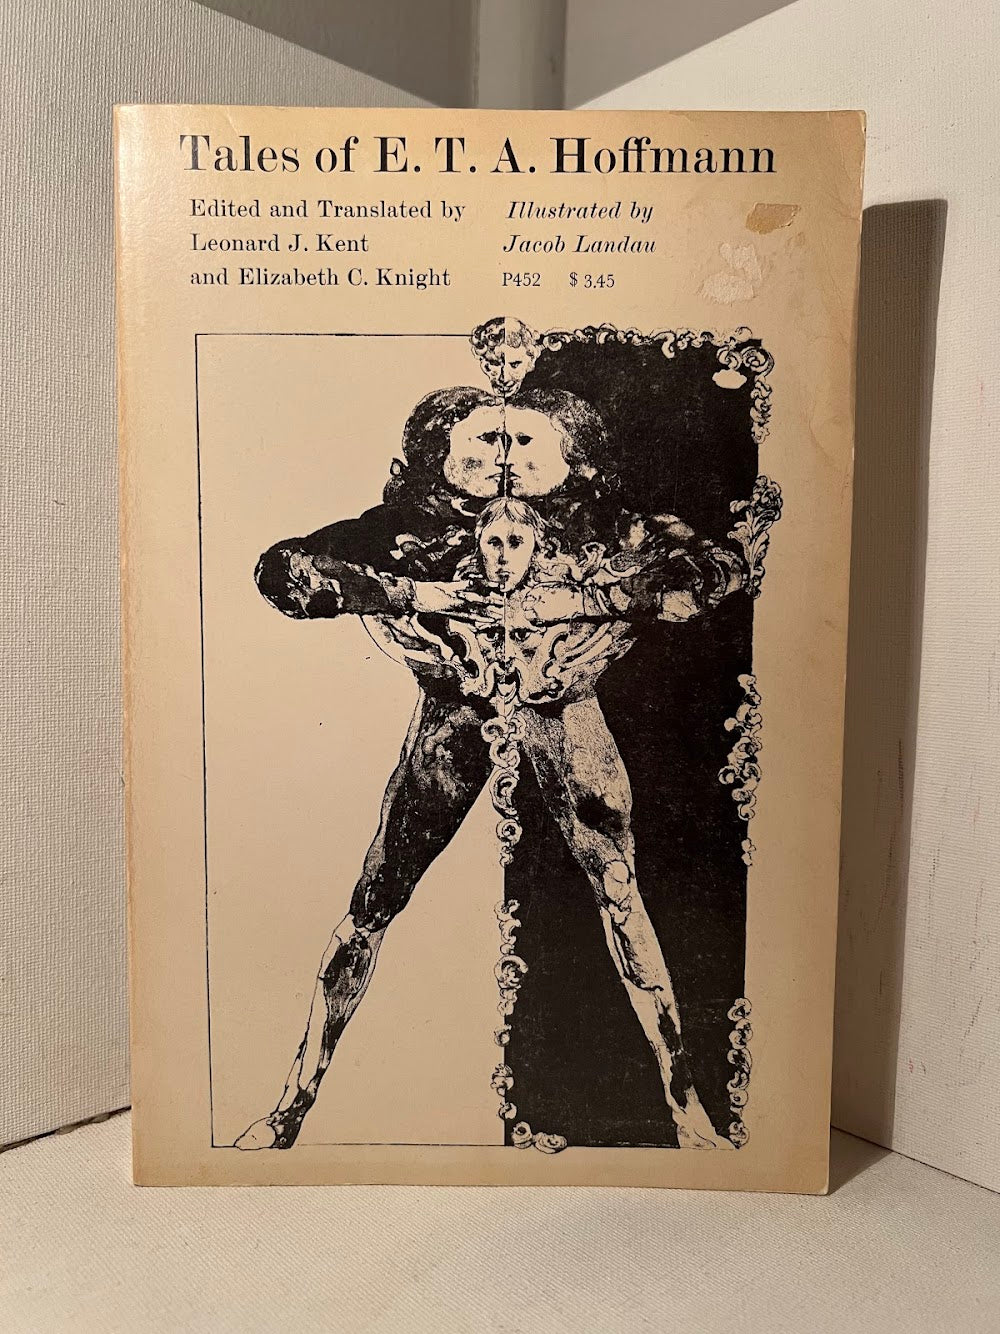 Tales of E. T. A. Hoffmann
Edited and Translated by
Leonard J. Kent
and Elizabeth C. Knight
Illustrated by
Jacob Landau
P452 $ 3.45